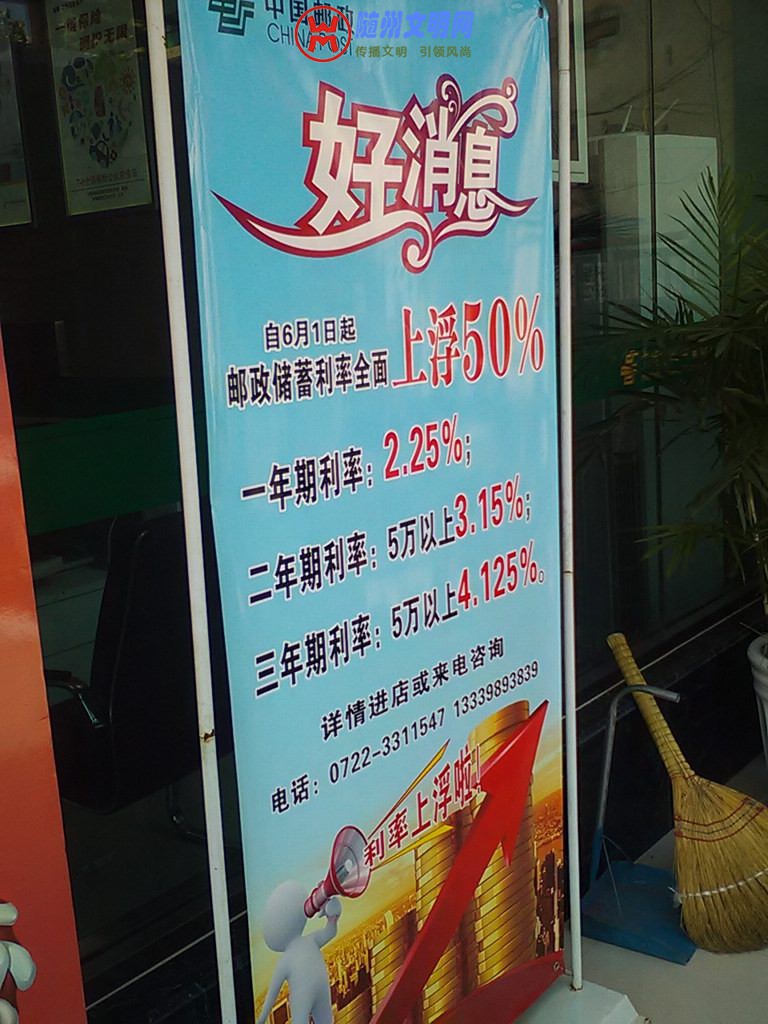 中国邮政
CHINA POST
随州文明网
传播文明 引领风尚
好消息
自6月1日起
邮政储蓄利率全面上浮50%
一年期利率：2.25%；
二年期利率：5万以上3.15%；
三年期利率：5万以上4.125%。
详情进店或来电咨询
电话：0722-3311547 13339893839
利率上浮啦！